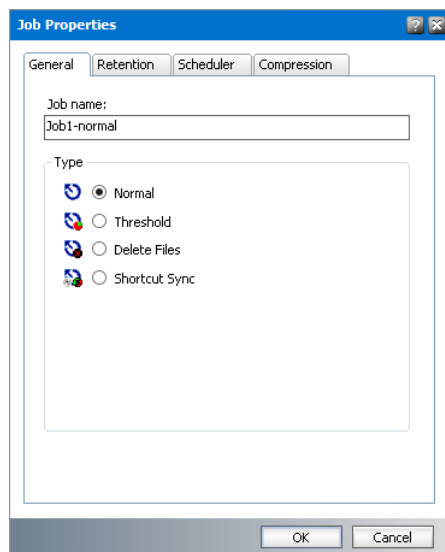 Job Properties
General Retention Scheduler Compression
Job name:
Job1-normal
Type
Normal
Threshold
Delete Files
Shortcut Sync
OK Cancel